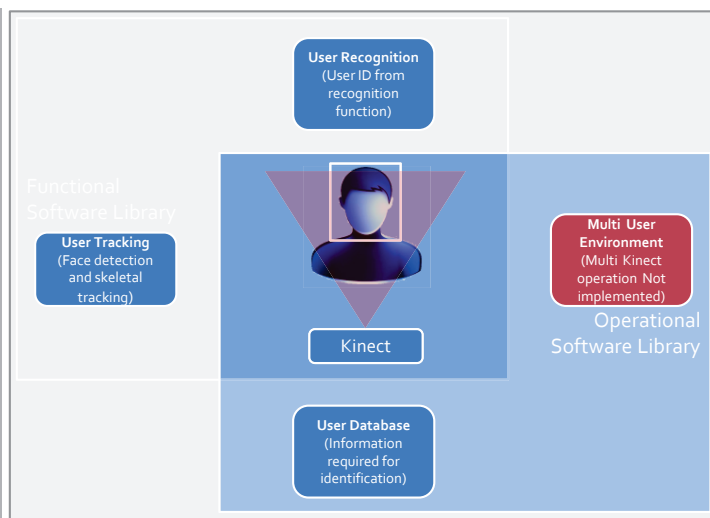 User Recognition
(User ID from
recognition
function)
Functional
Software Library
User Tracking
(Face detection
and skeletal
tracking)
Multi User
Environment
(Multi Kinect
operation Not
implemented)
Operational
Software Library
Kinect
User Database
(Information
required for
identification)